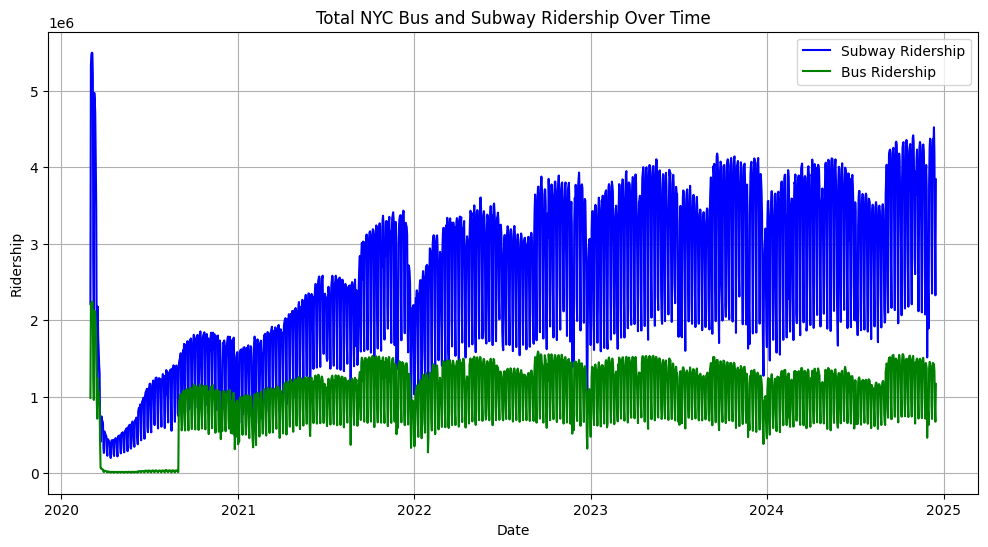 Total NYC Bus and Subway Ridership Over Time
1e6
Subway Ridership
Bus Ridership
5
4
3
2
1
0
Ridership
2020
2021
2022
2023
2024
2025
Date